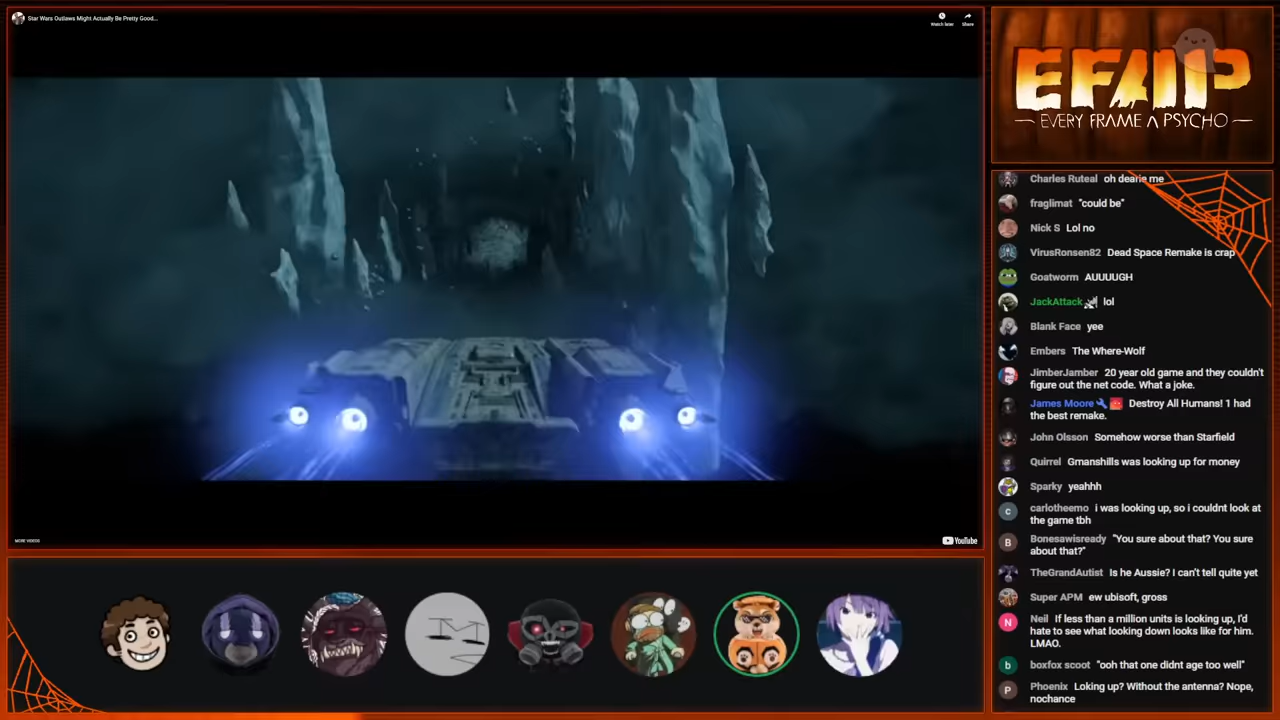 Star Wars Outlaws Might Actually Be Pretty Good...
Watch later
Share
MORE VIDEOS
YouTube
EFAP
EVERY FRAME A PSYCHO
Charles Ruteal oh dearie me
fraglimat "could be"
Nick S Lol no
VirusRonsen82 Dead Space Remake is crap
Goatworm AUUUUGH
JackAttack lol
Blank Face yee
Embers The Where-Wolf
JimberJamber 20 year old game and they couldn't
figure out the net code. What a joke.
James Moore Destroy All Humans! 1 had
the best remake.
John Olsson Somehow worse than Starfield
Quirrel Gmanshills was looking up for money
Sparky yeahhh
c
carlotheemo i was looking up, so i couldnt look at
the game tbh
B
Bonesawisready "You sure about that? You sure
about that?"
TheGrandAutist Is he Aussie? I can't tell quite yet
Super APM ew ubisoft, gross
N
Neil If less than a million units is looking up, I'd
hate to see what looking down looks like for him.
LMAO.
b
boxfox scoot "ooh that one didnt age too well"
P
Phoenix Loking up? Without the antenna? Nope,
nochance